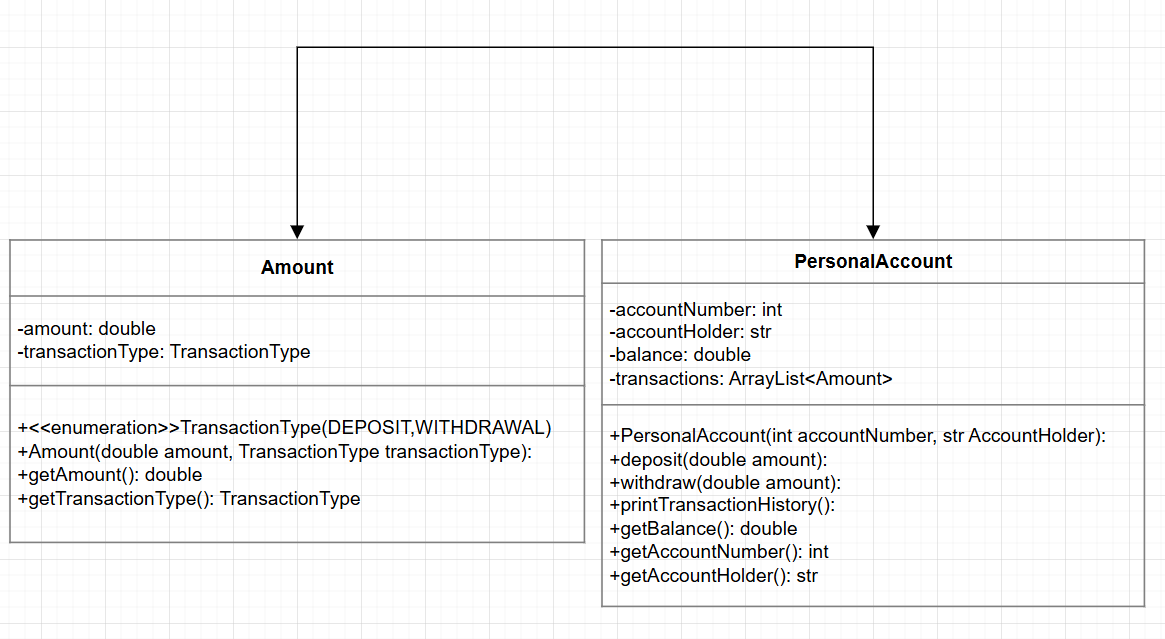 Amount
-amount: double
-transactionType: TransactionType
+<<enumeration>>TransactionType(DEPOSIT,WITHDRAWAL)
+Amount(double amount, TransactionType transactionType):
+getAmount(): double
+getTransactionType(): TransactionType
PersonalAccount
-accountNumber: int
-accountHolder: str
-balance: double
-transactions: ArrayList<Amount>
+PersonalAccount(int accountNumber, str AccountHolder):
+deposit(double amount):
+withdraw(double amount):
+printTransactionHistory():
+getBalance(): double
+getAccountNumber(): int
+getAccountHolder(): str